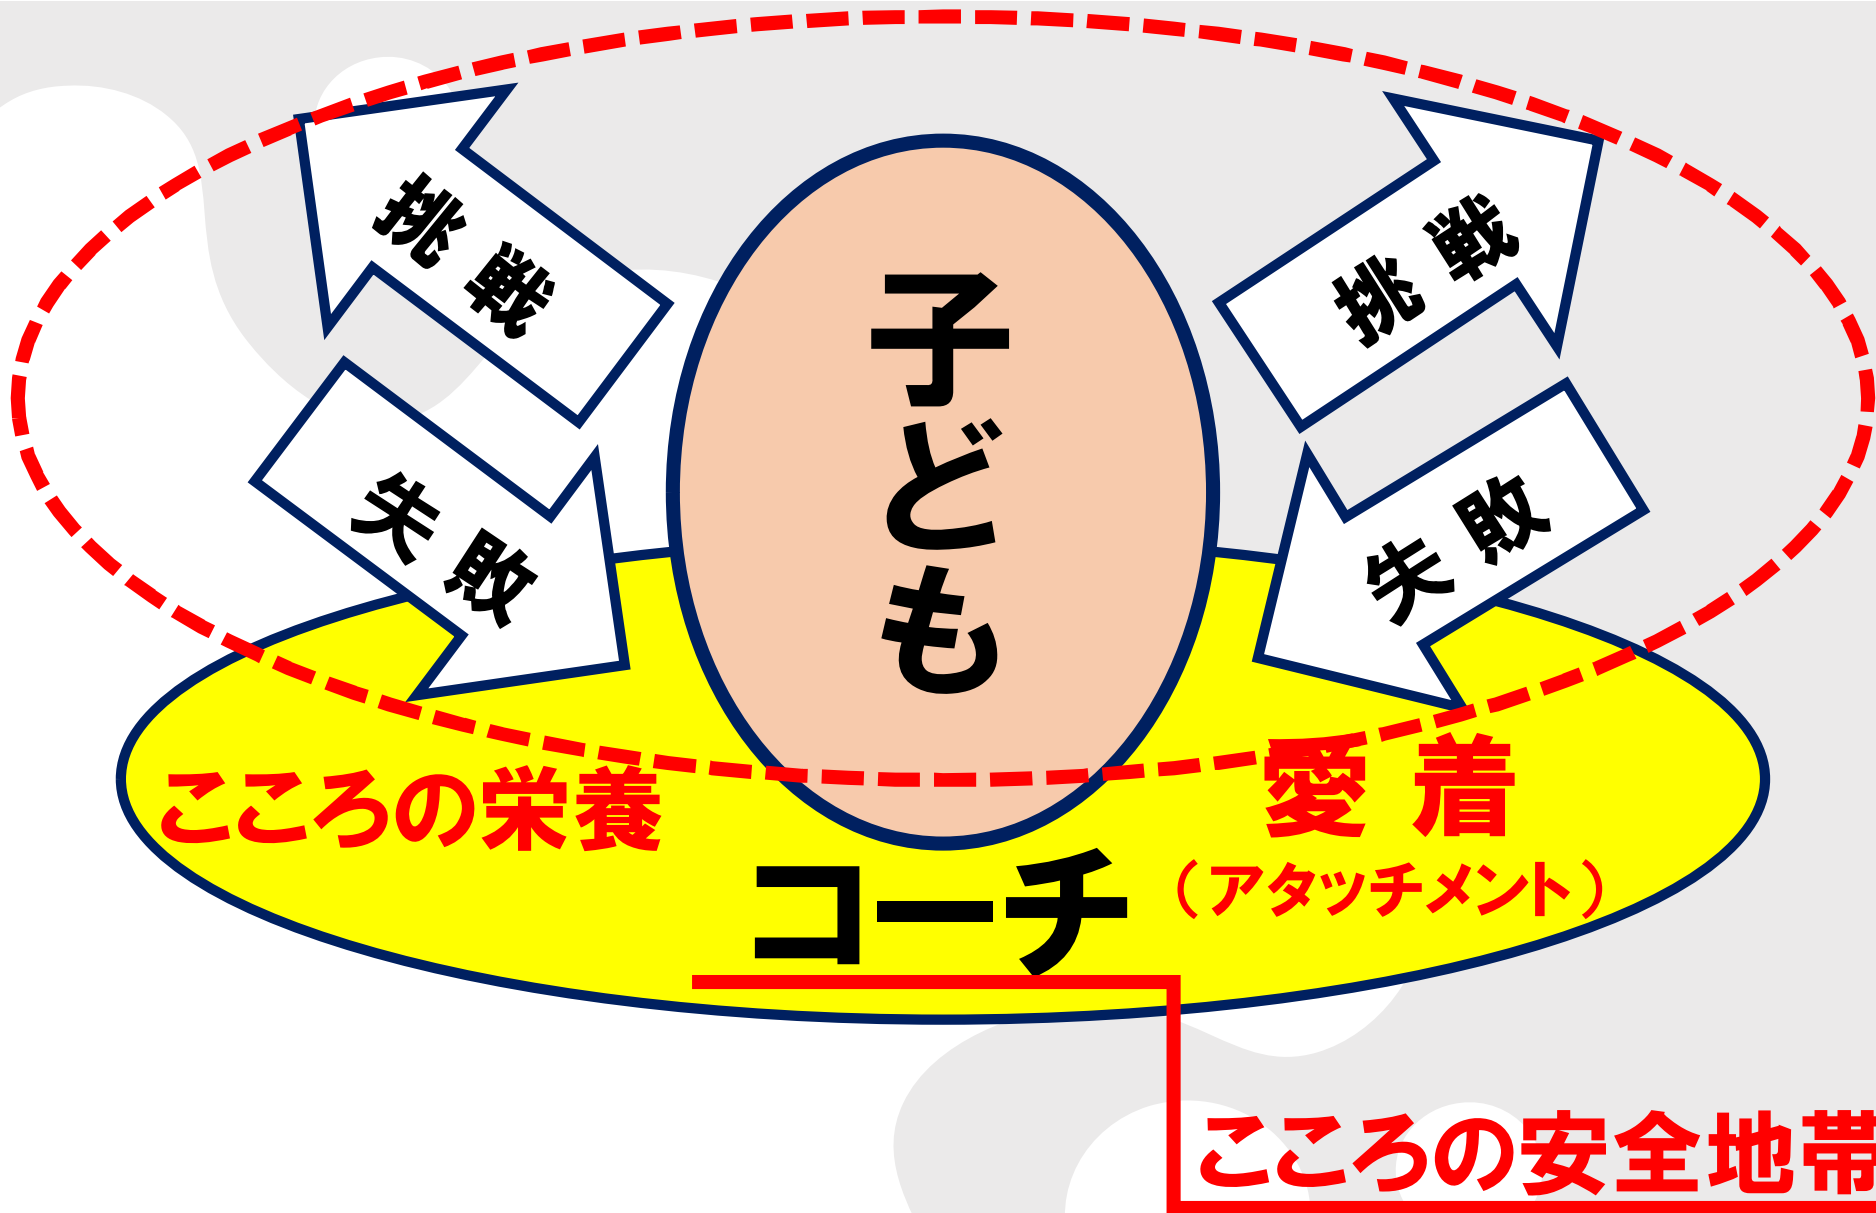 挑戦
挑戦
子ども
失敗
失敗
こころの栄養
愛着
（アタッチメント）
コーチ
こころの安全地帯